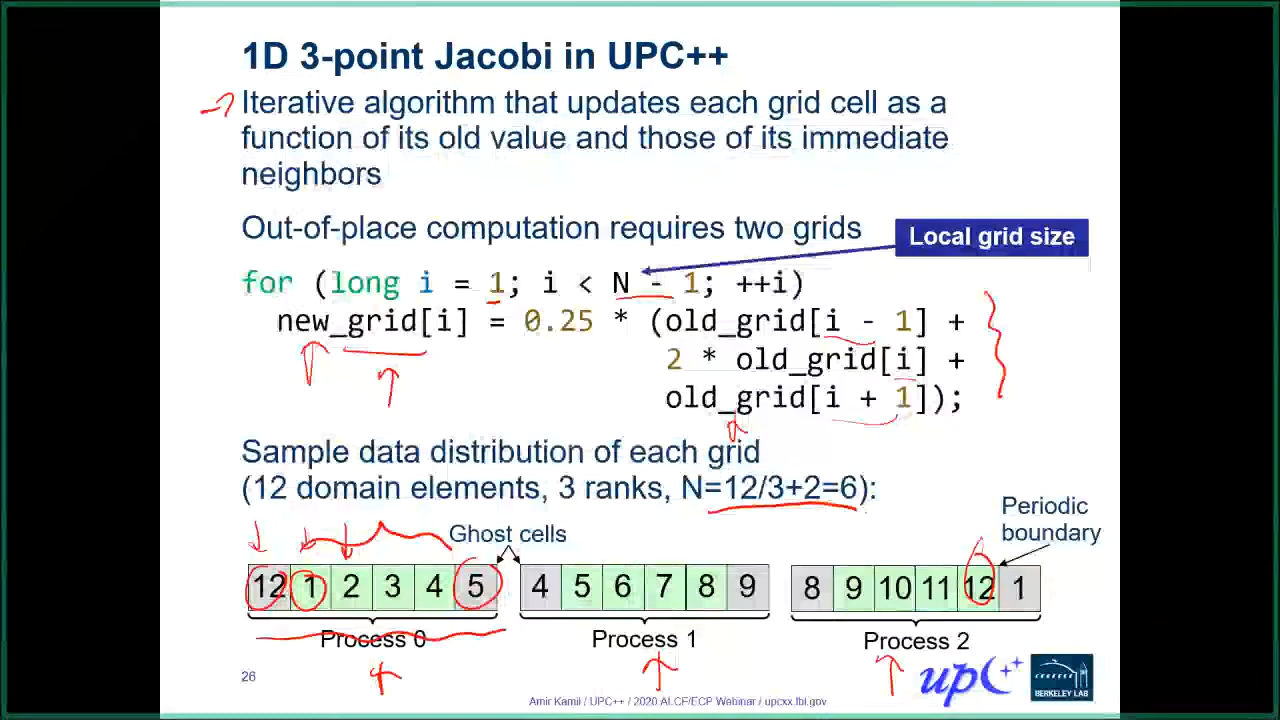 1D 3-point Jacobi in UPC++
Iterative algorithm that updates each grid cell as a
function of its old value and those of its immediate
neighbors
Out-of-place computation requires two grids
Local grid size
for (long i = 1; i < N - 1; ++i)
new_grid[i] = 0.25 * (old_grid[i - 1] +
2 * old_grid[i] +
old_grid[i + 1]);
Sample data distribution of each grid
(12 domain elements, 3 ranks, N=12/3+2=6):
Ghost cells
Periodic
boundary
12 1 2 3 4 5
4 5 6 7 8 9
8 9 10 11 12 1
Process 0
Process 1
Process 2
26
Amir Kamil / UPC++ / 2020 ALCF/ECP Webinar / upcxx.lbl.gov
upC++
BERKELEY LAB